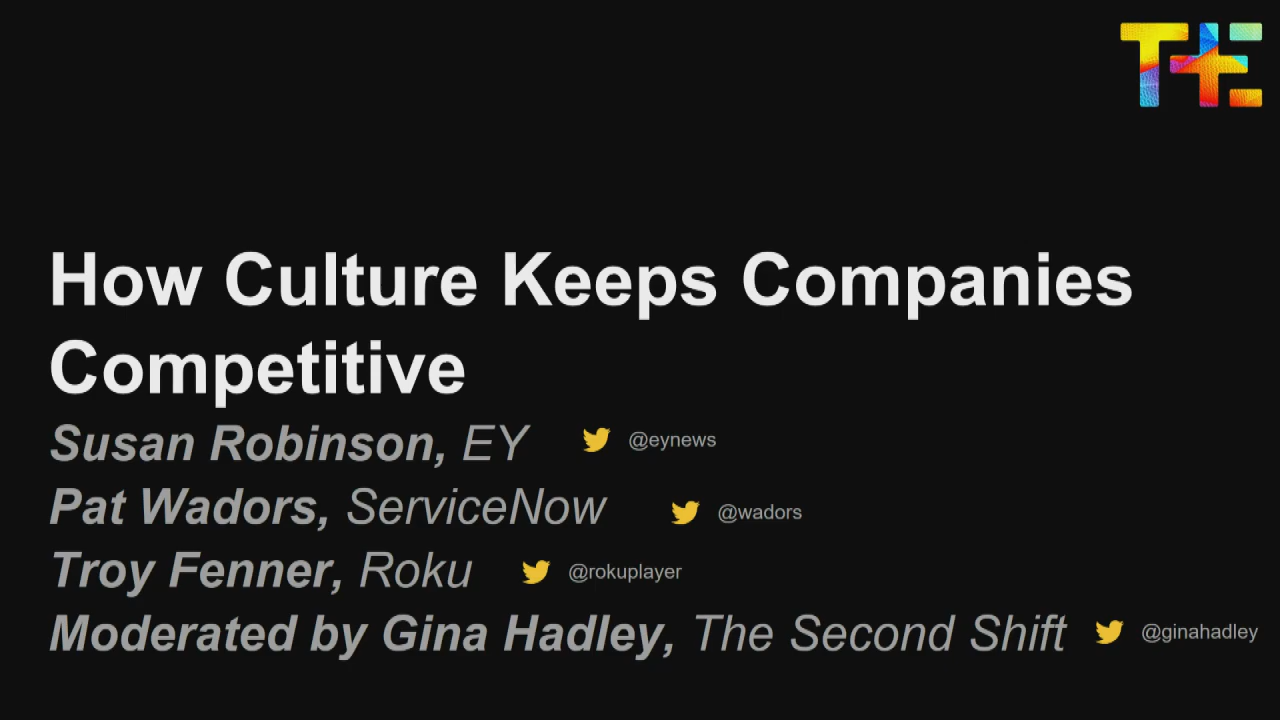 T+E
How Culture Keeps Companies
Competitive
Susan Robinson, EY @eynews
Pat Wadors, ServiceNow @wadors
Troy Fenner, Roku @rokuplayer
Moderated by Gina Hadley, The Second Shift @ginahadley